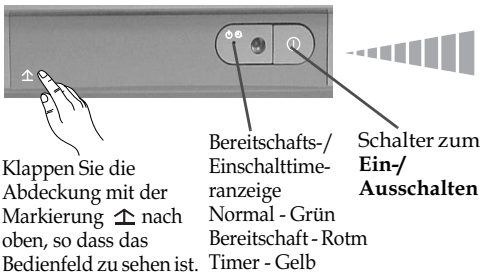 Klappen Sie die
Abdeckung mit der
Markierung nach
oben, so dass das
Bedienfeld zu sehen ist.
Bereitschafts-/
Einschalttime-
ranzeige
Normal - Grün
Bereitschaft - Rotm
Timer - Gelb
Schalter zum
Ein-/
Ausschalten